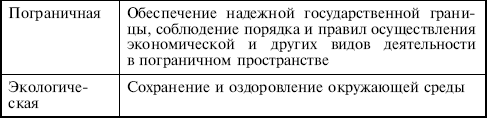 Пограничная
Обеспечение надежной государственной грани-
цы, соблюдение порядка и правил осуществления
экономической и других видов деятельности
в пограничном пространстве
Экологиче-
ская
Сохранение и оздоровление окружающей среды